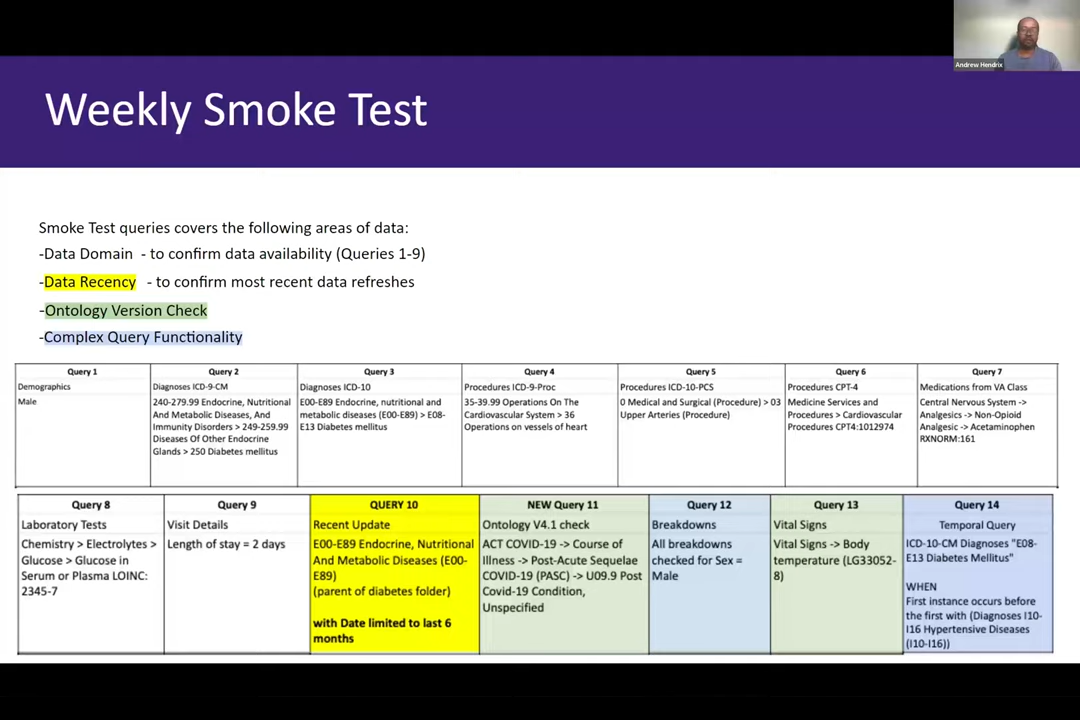 Andrew Hendrix
Weekly Smoke Test
Smoke Test queries covers the following areas of data:
-Data Domain - to confirm data availability (Queries 1-9)
-Data Recency - to confirm most recent data refreshes
-Ontology Version Check
-Complex Query Functionality
Query 1
Demographics
Male
Query 2
Diagnoses ICD-9-CM
240-279.99 Endocrine, Nutritional
And Metabolic Diseases, And
Immunity Disorders > 249-259.99
Diseases Of Other Endocrine
Glands > 250 Diabetes mellitus
Query 3
Diagnoses ICD-10
E00-E89 Endocrine, nutritional and
metabolic diseases (E00-E89) > E08-
E13 Diabetes mellitus
Query 4
Procedures ICD-9-Proc
35-39.99 Operations On The
Cardiovascular System > 36
Operations on vessels of heart
Query 5
Procedures ICD-10-PCS
0 Medical and Surgical (Procedure) > 03
Upper Arteries (Procedure)
Query 6
Procedures CPT-4
Medicine Services and
Procedures > Cardiovascular
Procedures CPT4:1012974
Query 7
Medications from VA Class
Central Nervous System ->
Analgesics -> Non-Opioid
Analgesic -> Acetaminophen
RXNORM:161
Query 8
Laboratory Tests
Chemistry > Electrolytes >
Glucose > Glucose in
Serum or Plasma LOINC:
2345-7
Query 9
Visit Details
Length of stay = 2 days
QUERY 10
Recent Update
E00-E89 Endocrine, Nutritional
And Metabolic Diseases (E00-
E89)
(parent of diabetes folder)
with Date limited to last 6
months
NEW Query 11
Ontology V4.1 check
ACT COVID-19 -> Course of
Illness -> Post-Acute Sequelae
COVID-19 (PASC) -> U09.9 Post
Covid-19 Condition,
Unspecified
Query 12
Breakdowns
All breakdowns
checked for Sex =
Male
Query 13
Vital Signs
Vital Signs -> Body
temperature (LG33052-
8)
Query 14
Temporal Query
ICD-10-CM Diagnoses "E08-
E13 Diabetes Mellitus"
WHEN
First instance occurs before
the first with (Diagnoses I10-
I16 Hypertensive Diseases
(I10-I16))